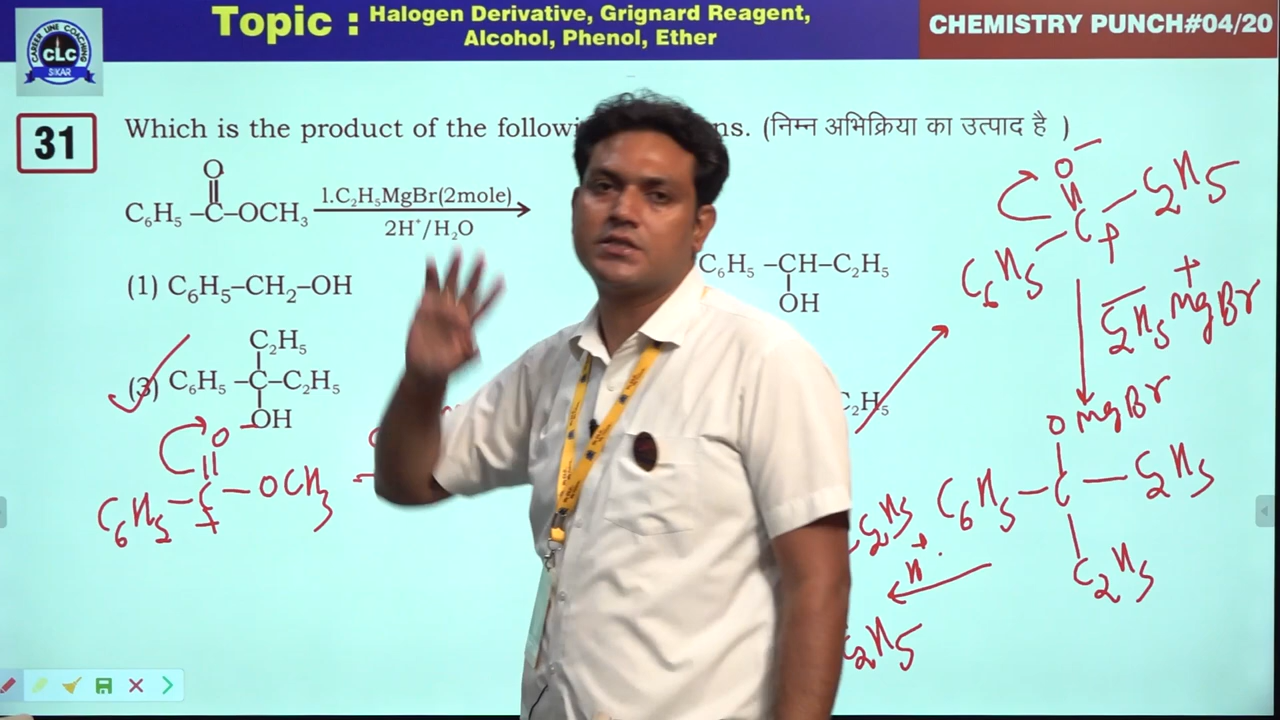 Topic : Halogen Derivative, Grignard Reagent,
Alcohol, Phenol, Ether
CHEMISTRY PUNCH#04/20
CAREER LINE COACHING
CLC
SIKAR
31
Which is the product of the following ns. (निम्न अभिक्रिया का उत्पाद है )
O
C₆H₅–C–OCH₃
1.C₂H₅MgBr(2mole)
2H⁺/H₂O
(1) C₆H₅–CH₂–OH
C₆H₅–CH–C₂H₅
OH
C₂H₅
(3) C₆H₅–C–C₂H₅
OH
C₂H₅
O
C₆H₅–C–OCH₃
+
O⁻
C₆H₅–C–C₂H₅
+
C₂H₅MgBr
OMgBr
C₆H₅–C–C₂H₅
C₂H₅
C₂H₅
H⁺
C₂H₅